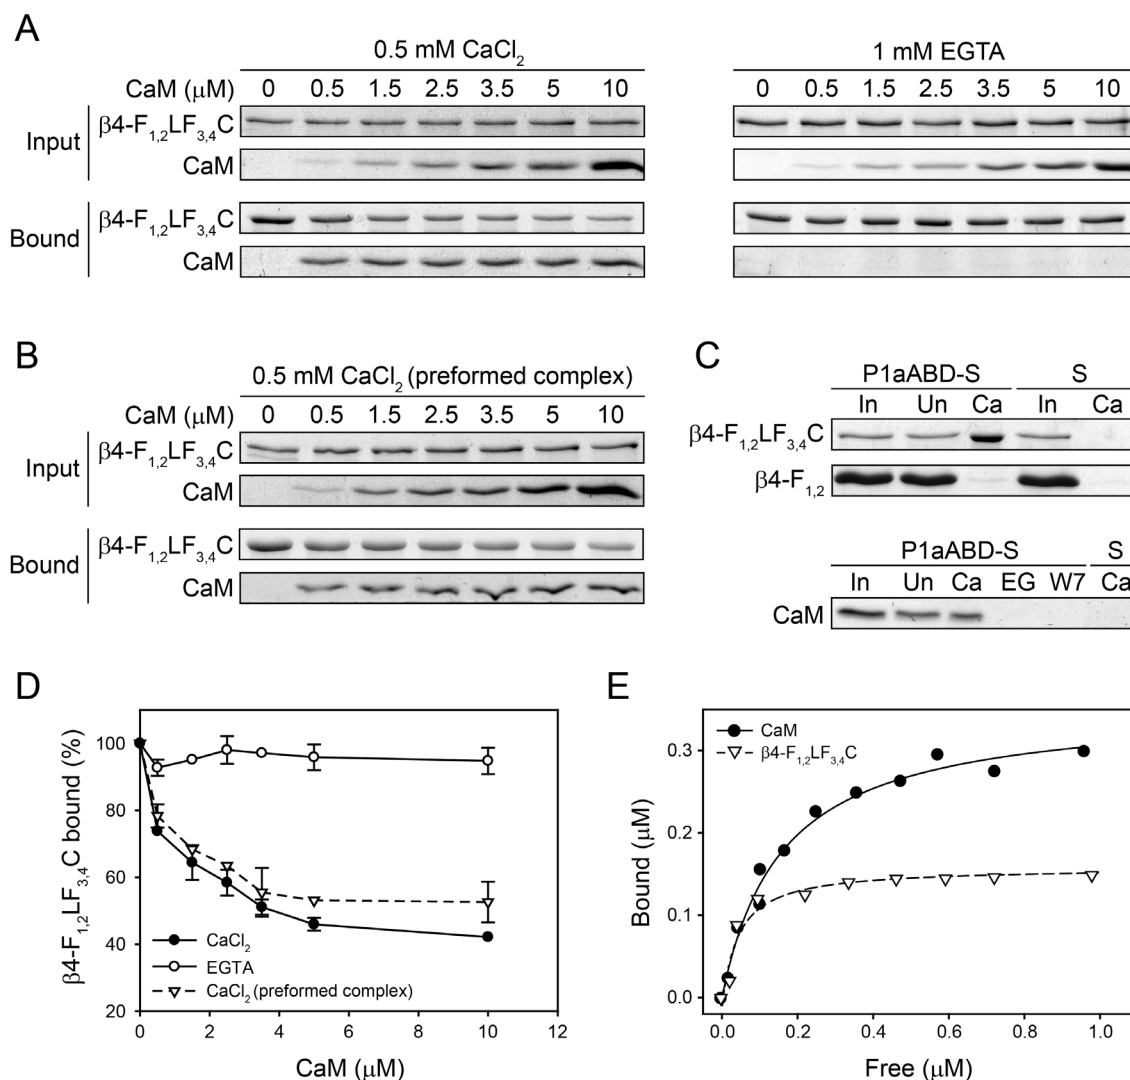 A
0.5 mM CaCl₂
1 mM EGTA
CaM (μM) 0 0.5 1.5 2.5 3.5 5 10
0 0.5 1.5 2.5 3.5 5 10
Input
β4-F₁,₂LF₃,₄C
CaM
Bound
β4-F₁,₂LF₃,₄C
CaM
B
0.5 mM CaCl₂ (preformed complex)
CaM (μM) 0 0.5 1.5 2.5 3.5 5 10
Input
β4-F₁,₂LF₃,₄C
CaM
Bound
β4-F₁,₂LF₃,₄C
CaM
C
P1aABD-S S
In Un Ca In Ca
β4-F₁,₂LF₃,₄C
β4-F₁,₂
P1aABD-S S
In Un Ca EG W7 Ca
CaM
D
β4-F₁,₂LF₃,₄C bound (%)
100
80
60
40
20
CaCl₂
EGTA
CaCl₂ (preformed complex)
0 2 4 6 8 10 12
CaM (μM)
E
Bound (μM)
0.3
0.2
0.1
0.0
CaM
β4-F₁,₂LF₃,₄C
0.0 0.2 0.4 0.6 0.8 1.0
Free (μM)